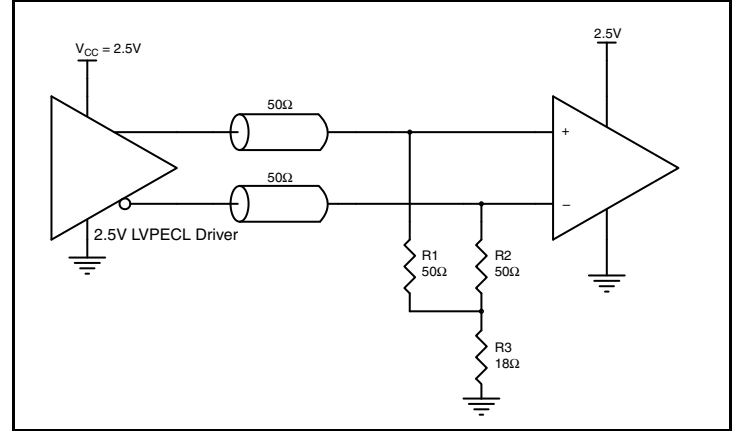 V_CC = 2.5V
2.5V
50Ω
+
50Ω
–
2.5V LVPECL Driver
R1
50Ω
R2
50Ω
R3
18Ω